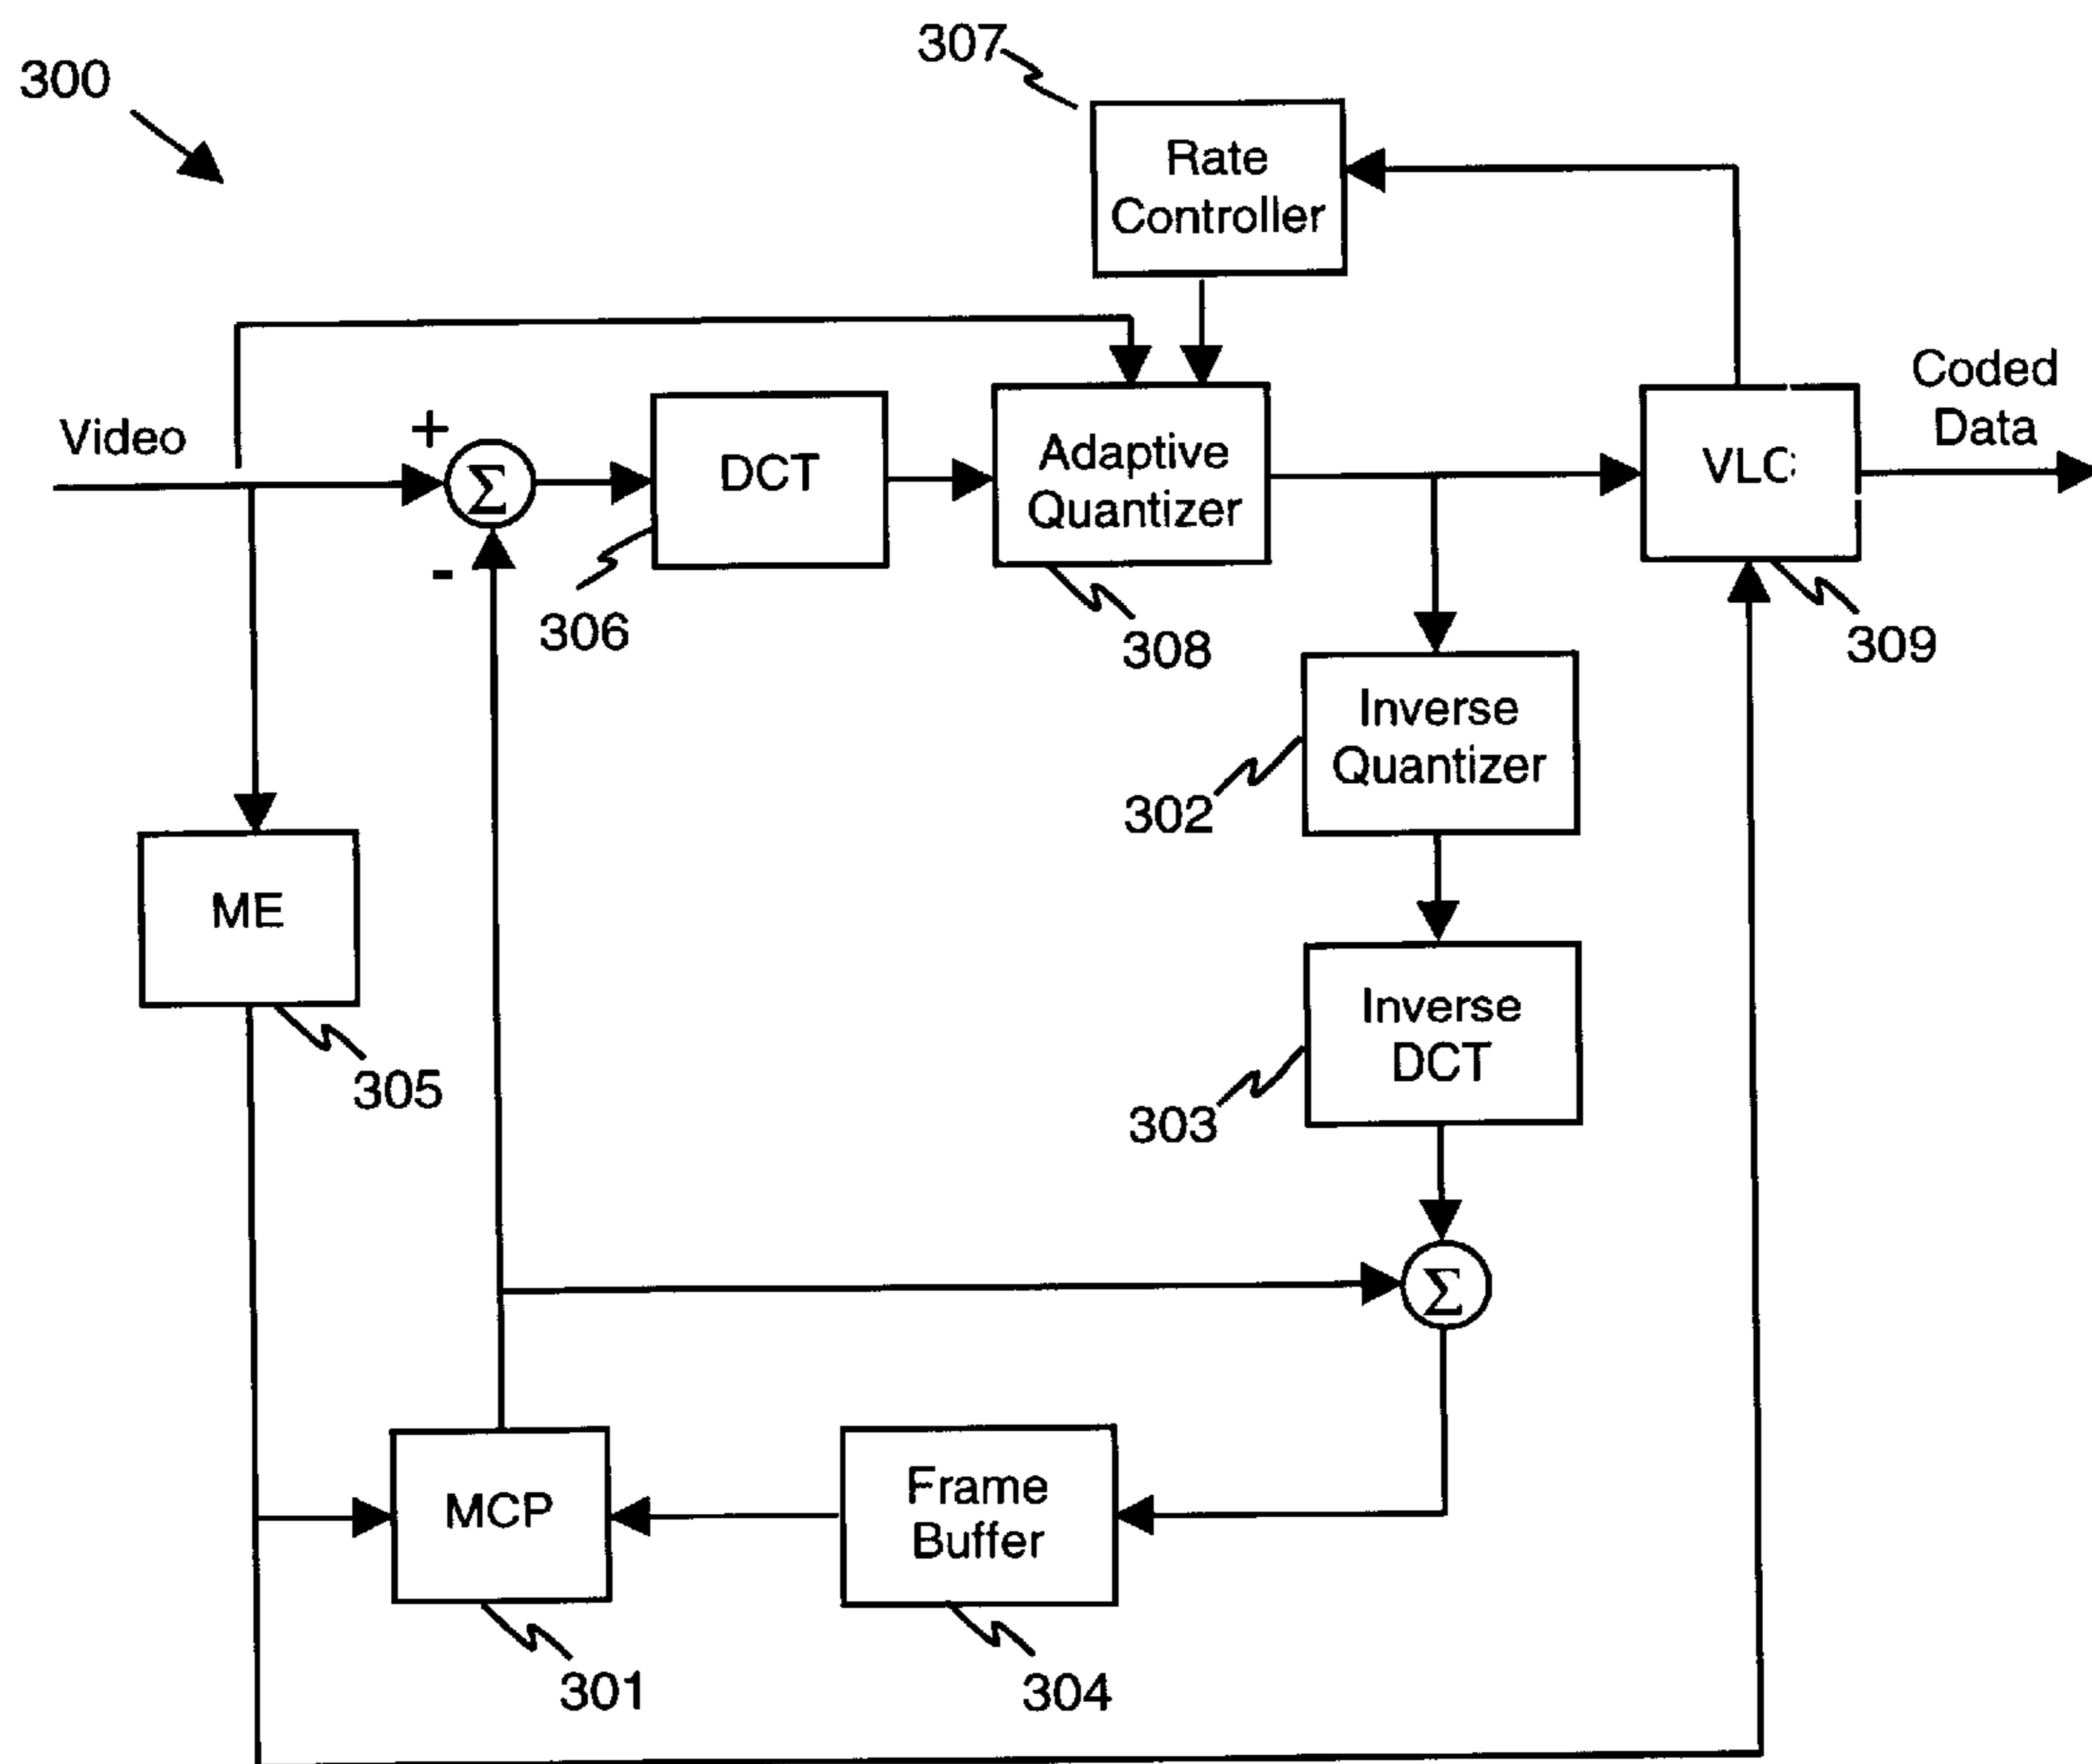 300
307
Rate
Controller
Video
+
Σ
-
DCT
306
Adaptive
Quantizer
308
VLC
309
Coded
Data
Inverse
Quantizer
302
ME
305
Inverse
DCT
303
Σ
MCP
301
Frame
Buffer
304